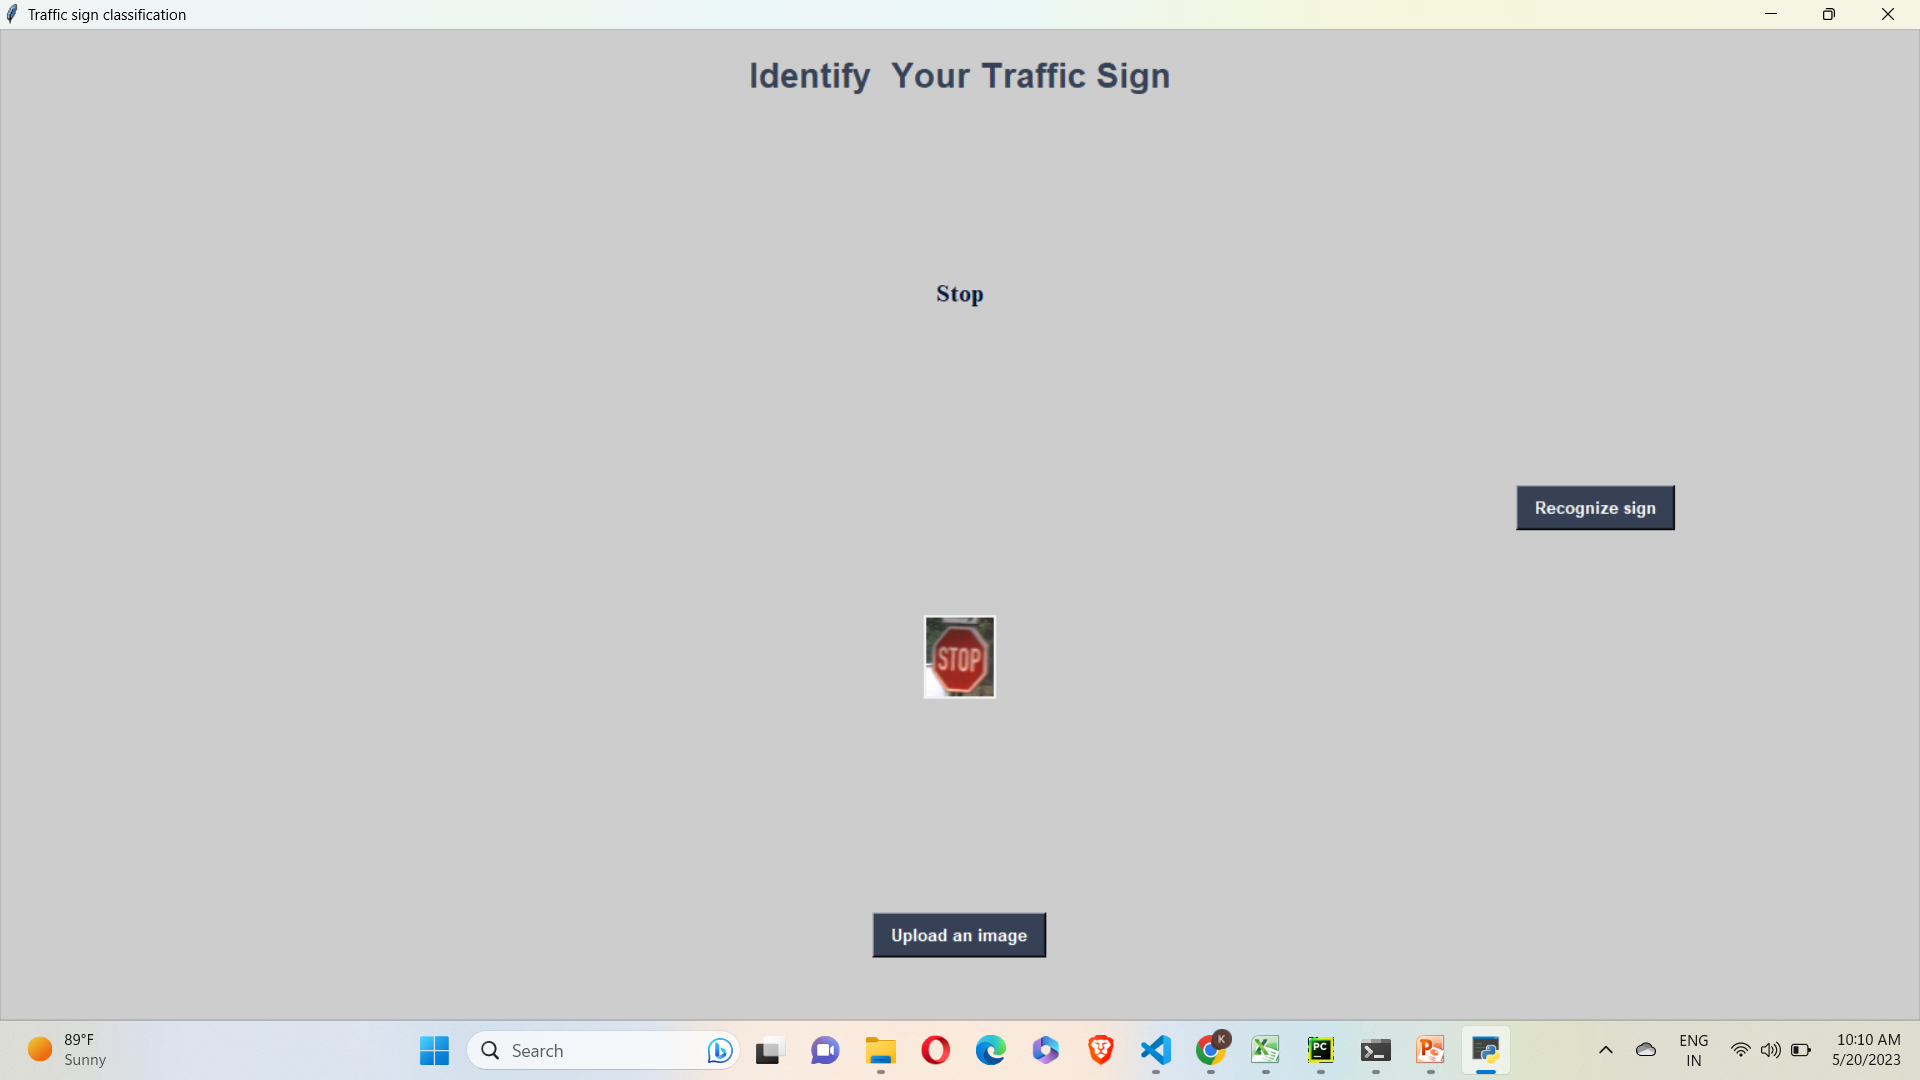 Traffic sign classification
Identify  Your Traffic Sign
Stop
Recognize sign
STOP
Upload an image
89°F
Sunny
Search
K
PC
ENG
IN
10:10 AM
5/20/2023